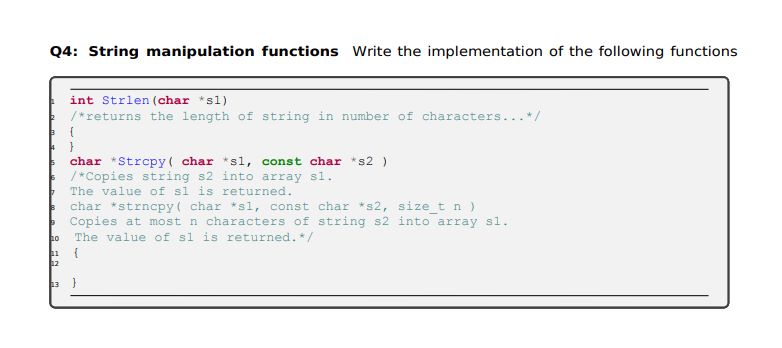 Q4: String manipulation functions Write the implementation of the following functions
1 int Strlen(char *s1)
2 /*returns the length of string in number of characters...*/
3 {
4 }
5 char *Strcpy( char *s1, const char *s2 )
6 /*Copies string s2 into array s1.
7 The value of s1 is returned.
8 char *strncpy( char *s1, const char *s2, size_t n )
9 Copies at most n characters of string s2 into array s1.
10 The value of s1 is returned.*/
11 {
12
13 }